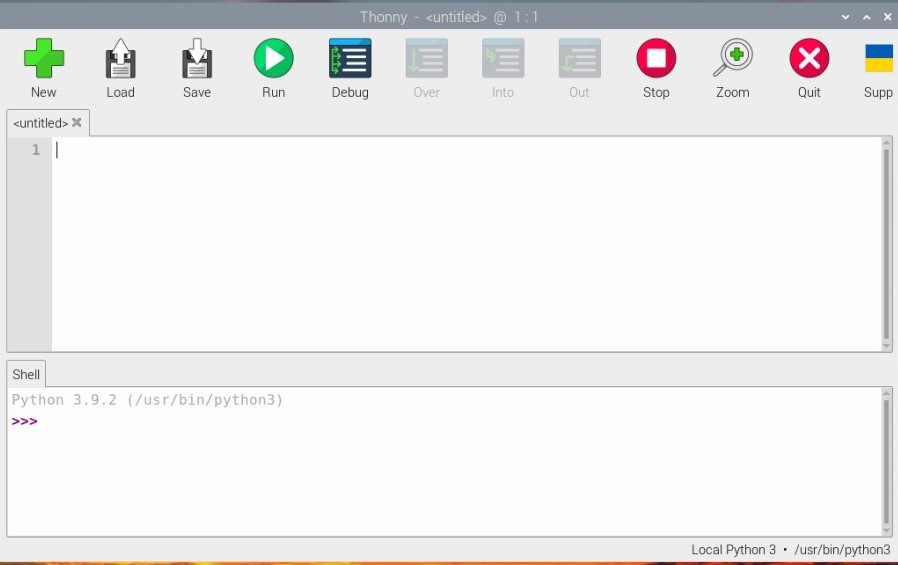 Thonny - <untitled> @ 1 : 1
New Load Save Run Debug Over Into Out Stop Zoom Quit Supp
<untitled>
1
Shell
Python 3.9.2 (/usr/bin/python3)
>>>
Local Python 3 • /usr/bin/python3